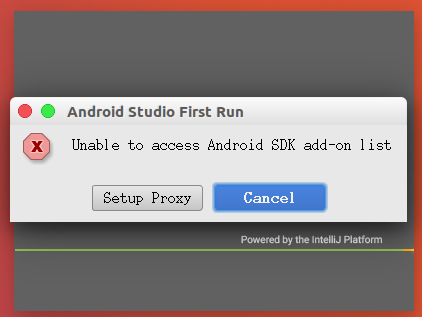 Android Studio First Run
Unable to access Android SDK add-on list
Setup Proxy
Cancel
Powered by the IntelliJ Platform